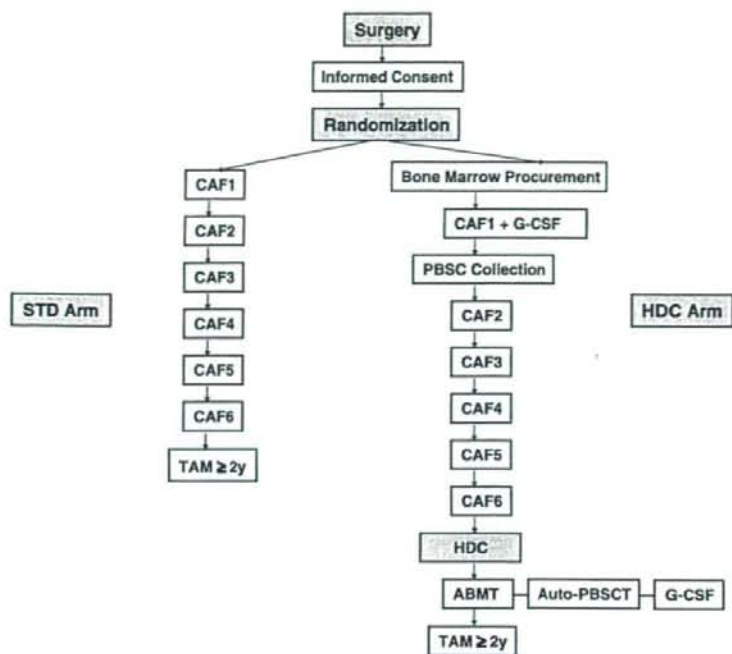 Surgery
Informed Consent
Randomization
CAF1
CAF2
CAF3
CAF4
CAF5
CAF6
TAM ≧ 2y
STD Arm
Bone Marrow Procurement
CAF1 + G-CSF
PBSC Collection
CAF2
CAF3
CAF4
CAF5
CAF6
HDC
ABMT Auto-PBSCT G-CSF
TAM ≧ 2y
HDC Arm